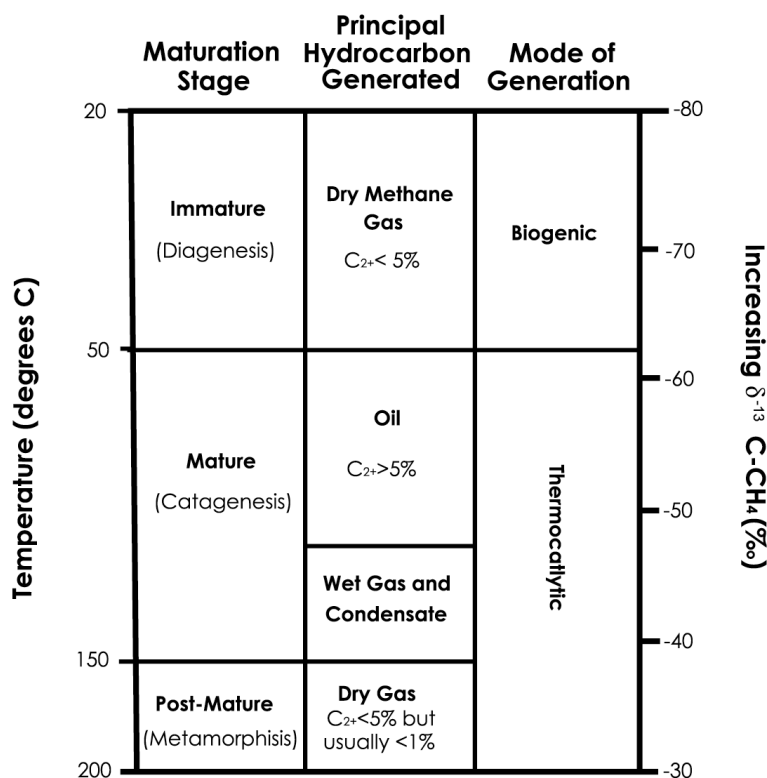 Maturation
Stage
Principal
Hydrocarbon
Generated
Mode of
Generation
Temperature (degrees C)
20
50
150
200
Immature
(Diagenesis)
Dry Methane
Gas
C₂₊< 5%
Biogenic
Mature
(Catagenesis)
Oil
C₂₊>5%
Wet Gas and
Condensate
Thermocatlytic
Post-Mature
(Metamorphisis)
Dry Gas
C₂₊<5% but
usually <1%
-80
-70
-60
-50
-40
-30
Increasing δ⁻¹³ C-CH₄(‰)